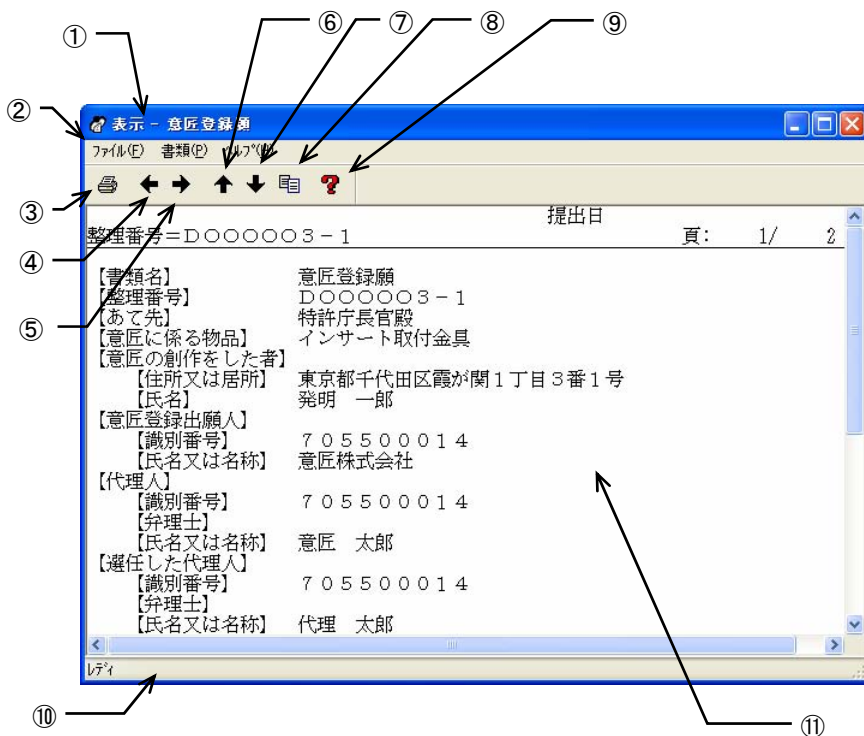 ① ⑥ ⑦ ⑧ ⑨
②
表示 - 意匠登録願
ファイル(F) 書類(P) ヘルプ(H)
③
提出日
整理番号=D000003-1 頁: 1/ 2
④
【書類名】 意匠登録願
【整理番号】 D000003-1
【あて先】 特許庁長官殿
⑤
【意匠に係る物品】 インサート取付金具
【意匠の創作をした者】
【住所又は居所】 東京都千代田区霞が関1丁目3番1号
【氏名】 発明 一郎
【意匠登録出願人】
【識別番号】 705500014
【氏名又は名称】 意匠株式会社
【代理人】
【識別番号】 705500014
【弁理士】
【氏名又は名称】 意匠 太郎
【選任した代理人】
【識別番号】 705500014
【弁理士】
【氏名又は名称】 代理 太郎
レディ
⑩ ⑪